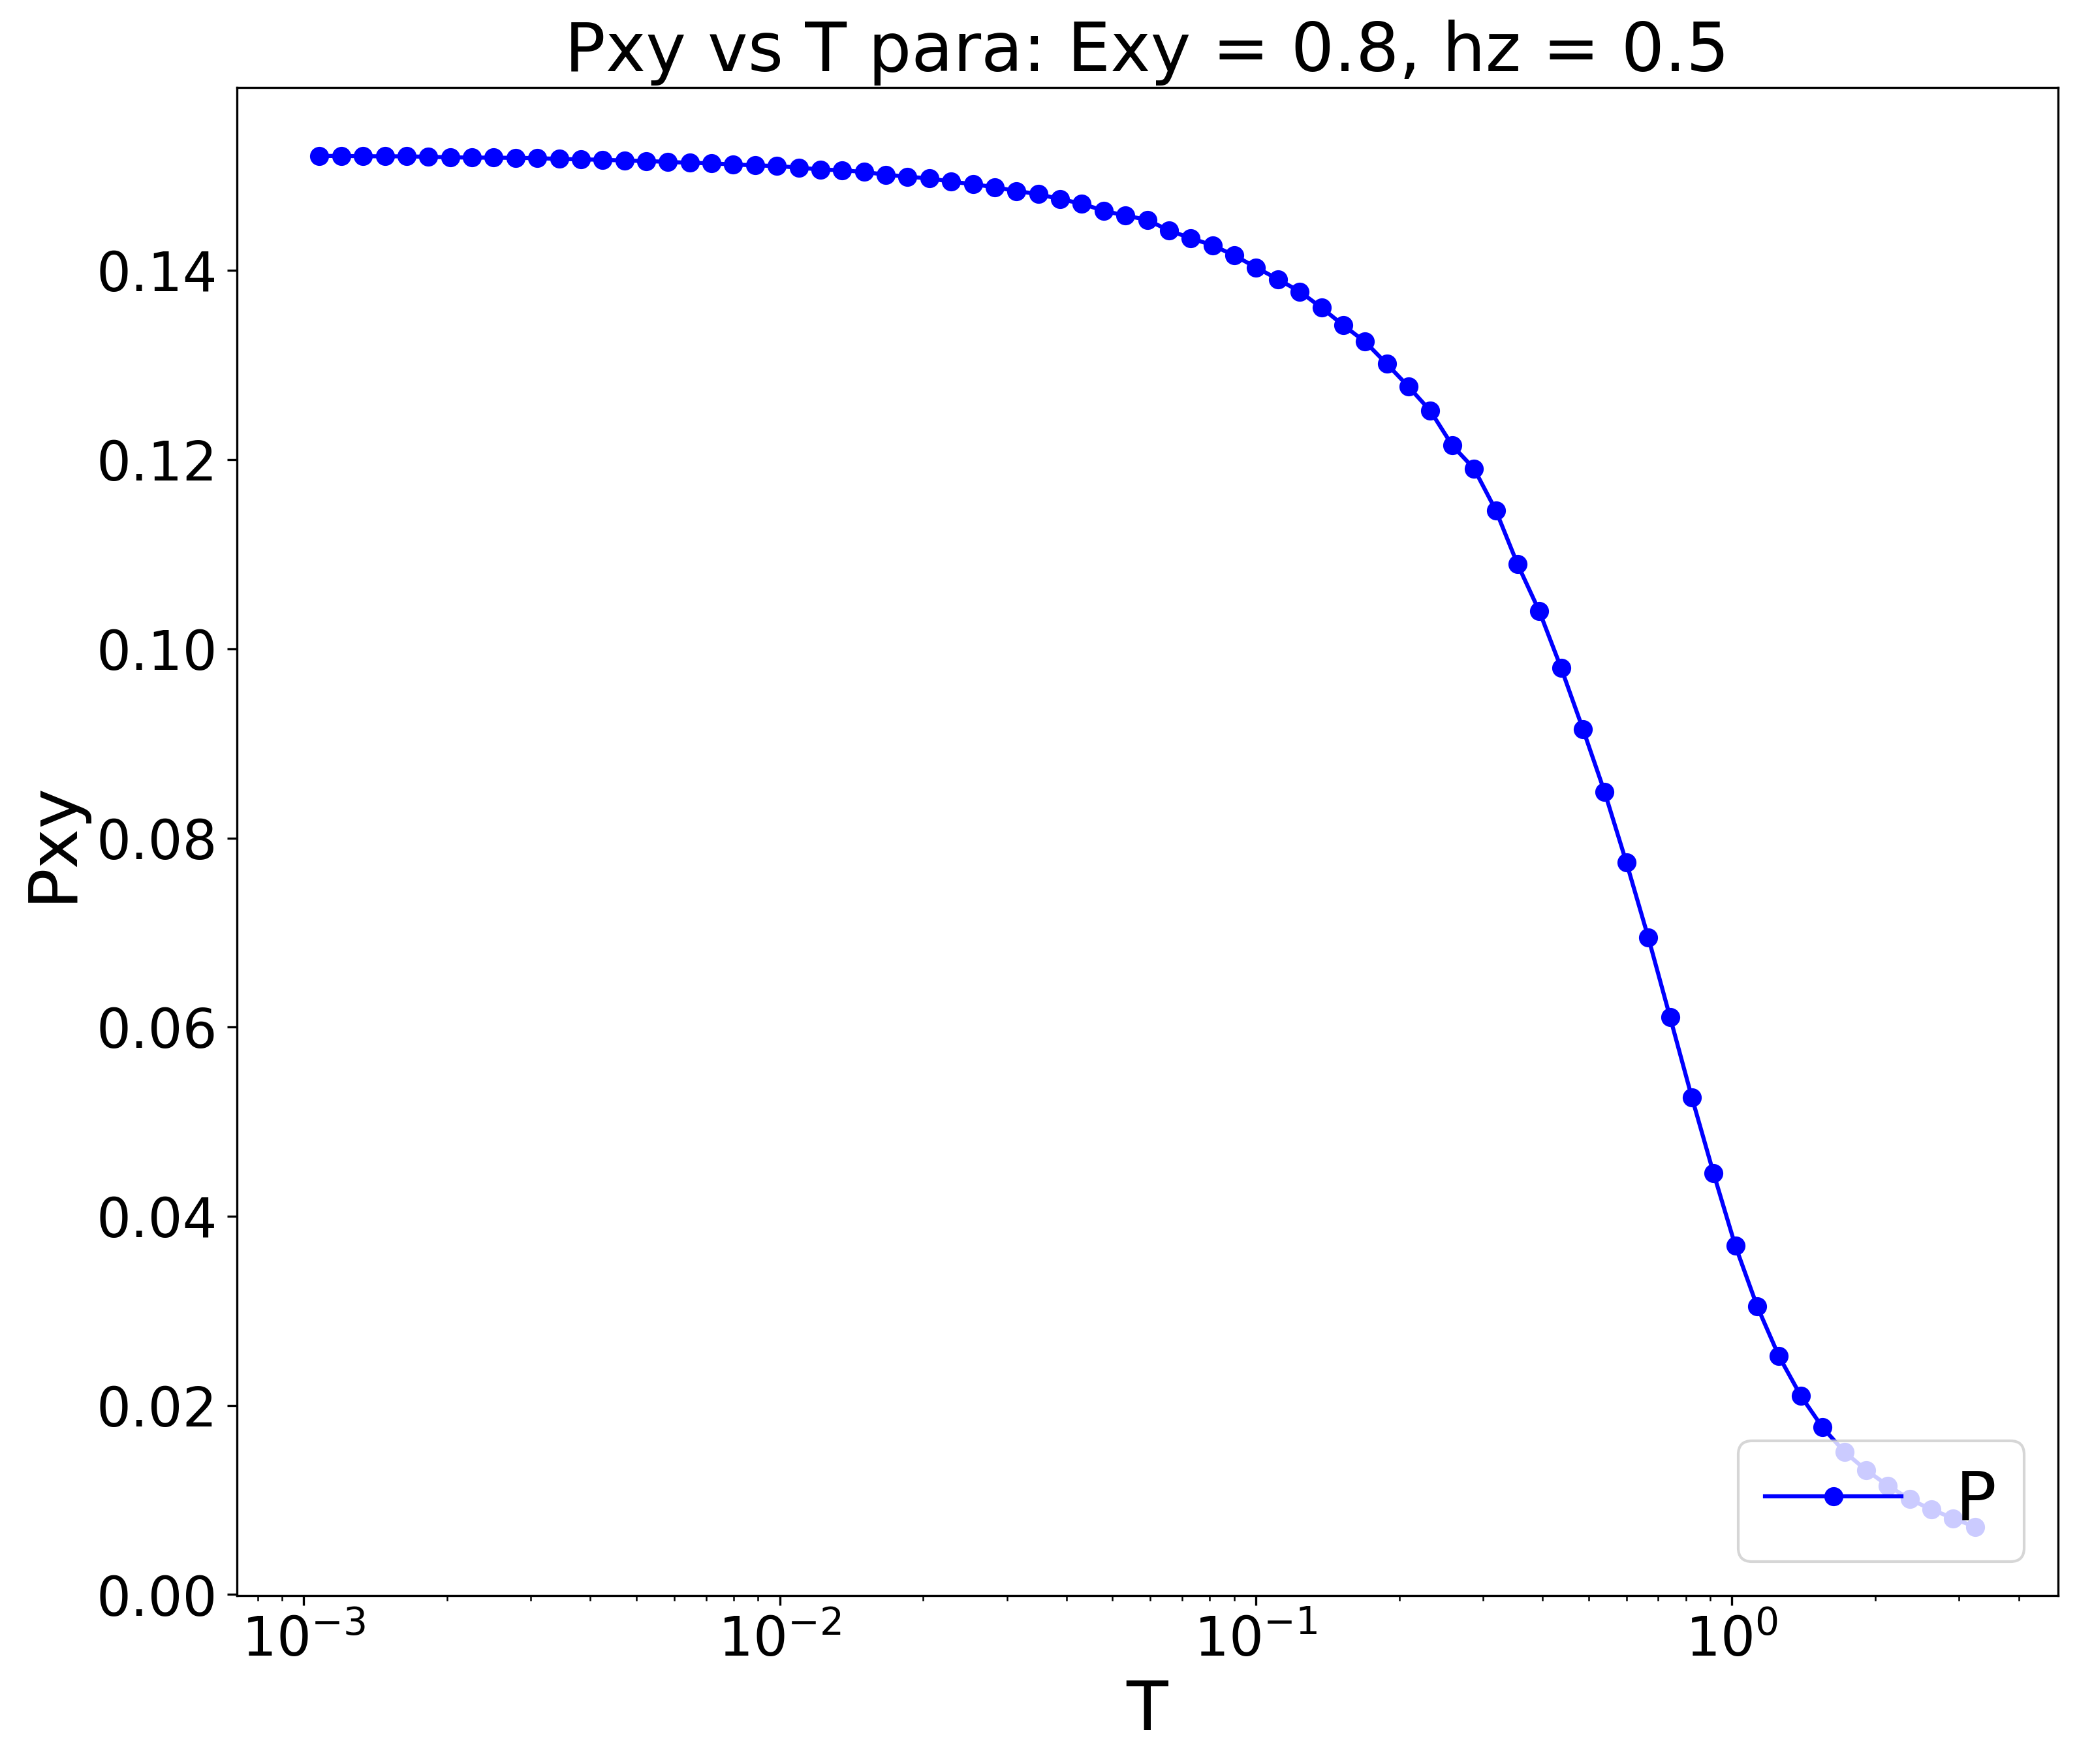 Pxy vs T para: Exy = 0.8, hz = 0.5
Pxy
0.14
0.12
0.10
0.08
0.06
0.04
0.02
0.00
P
10⁻³ 10⁻² 10⁻¹ 10⁰
T